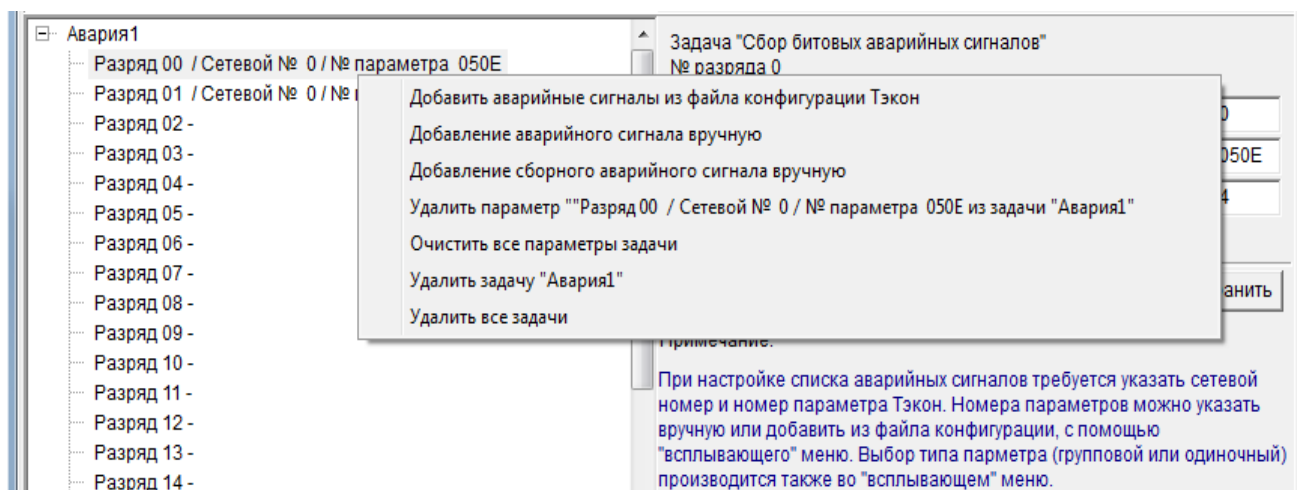 Авария1
Разряд 00 / Сетевой № 0 / № параметра 050E
Разряд 01 / Сетевой № 0 / №
Разряд 02 -
Разряд 03 -
Разряд 04 -
Разряд 05 -
Разряд 06 -
Разряд 07 -
Разряд 08 -
Разряд 09 -
Разряд 10 -
Разряд 11 -
Разряд 12 -
Разряд 13 -
Разряд 14 -
Добавить аварийные сигналы из файла конфигурации Тэкон
Добавление аварийного сигнала вручную
Добавление сборного аварийного сигнала вручную
Удалить параметр ""Разряд 00 / Сетевой № 0 / № параметра 050E из задачи "Авария1"
Очистить все параметры задачи
Удалить задачу "Авария1"
Удалить все задачи
Задача "Сбор битовых аварийных сигналов"
№ разряда 0
050E
анить
Примечание:
При настройке списка аварийных сигналов требуется указать сетевой
номер и номер параметра Тэкон. Номера параметров можно указать
вручную или добавить из файла конфигурации, с помощью
"всплывающего" меню. Выбор типа парметра (групповой или одиночный)
производится также во "всплывающем" меню.